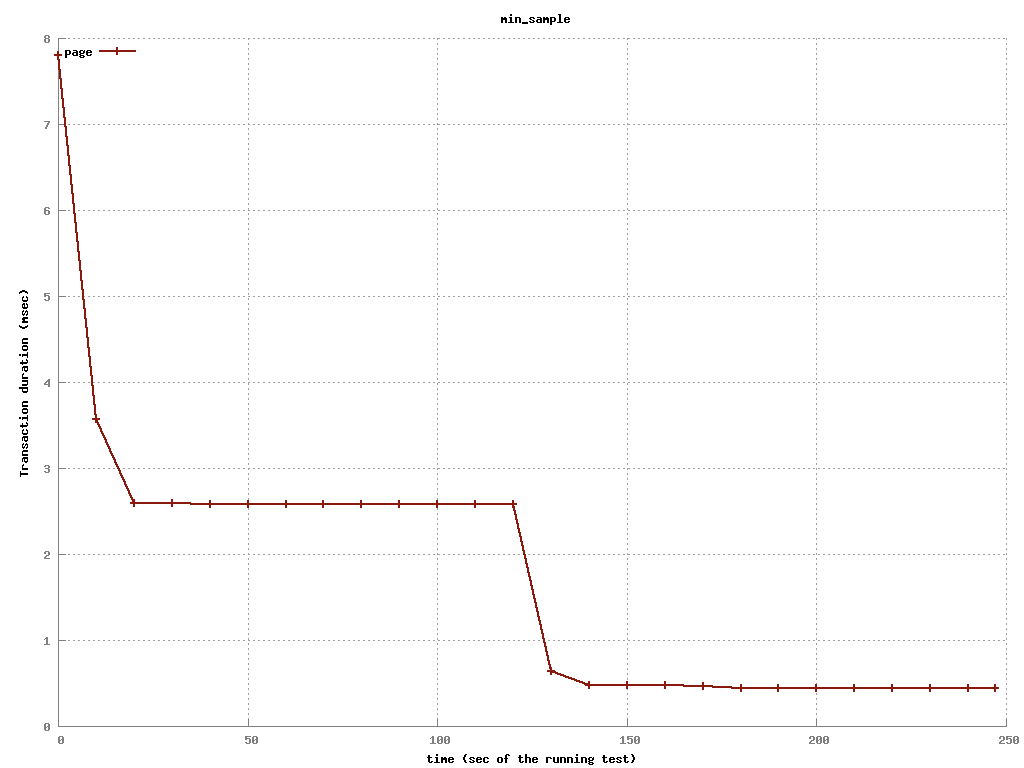 min_sample
page
8
7
6
5
4
3
2
1
0
Transaction duration (msec)
0 50 100 150 200 250
time (sec of the running test)